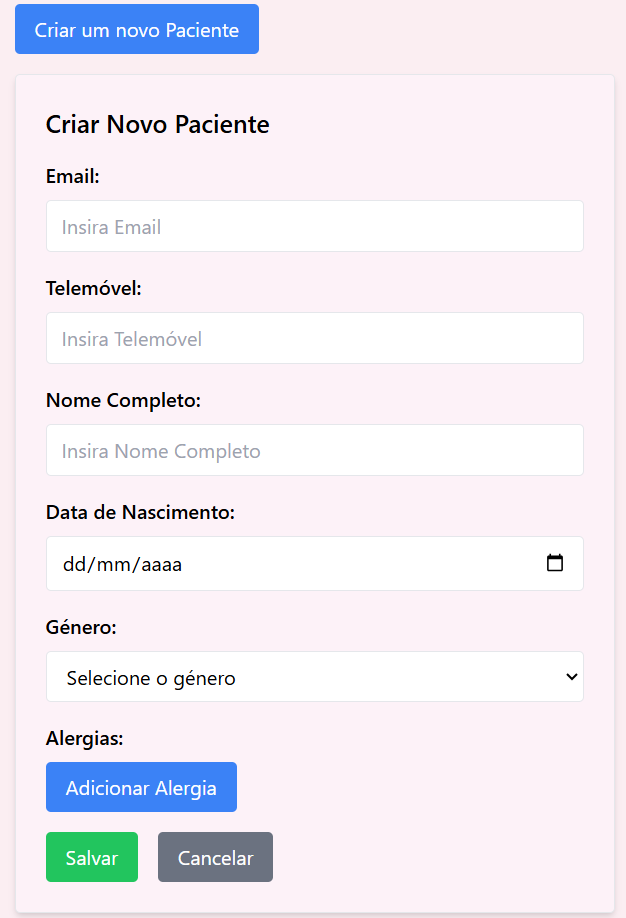 Criar um novo Paciente
Criar Novo Paciente
Email:
Insira Email
Telemóvel:
Insira Telemóvel
Nome Completo:
Insira Nome Completo
Data de Nascimento:
dd/mm/aaaa
Género:
Selecione o género
Alergias:
Adicionar Alergia
Salvar Cancelar